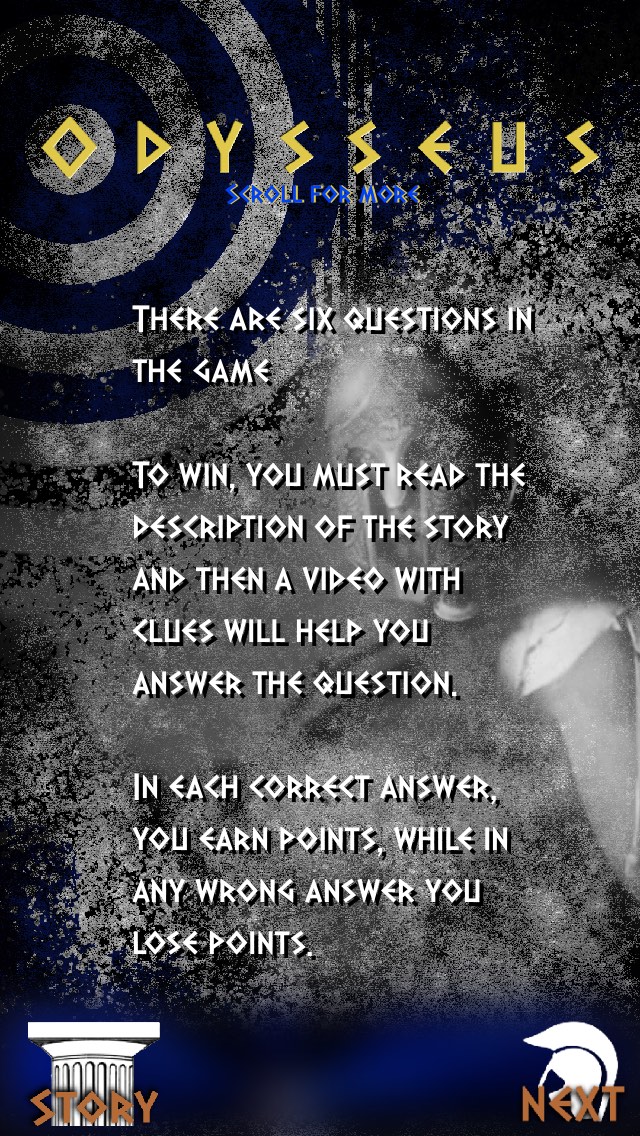 ODYSSEUS
SCROLL FOR MORE
THERE ARE SIX QUESTIONS IN
THE GAME
TO WIN, YOU MUST READ THE
DESCRIPTION OF THE STORY
AND THEN A VIDEO WITH
CLUES WILL HELP YOU
ANSWER THE QUESTION.
IN EACH CORRECT ANSWER,
YOU EARN POINTS, WHILE IN
ANY WRONG ANSWER YOU
LOSE POINTS.
STORY
NEXT